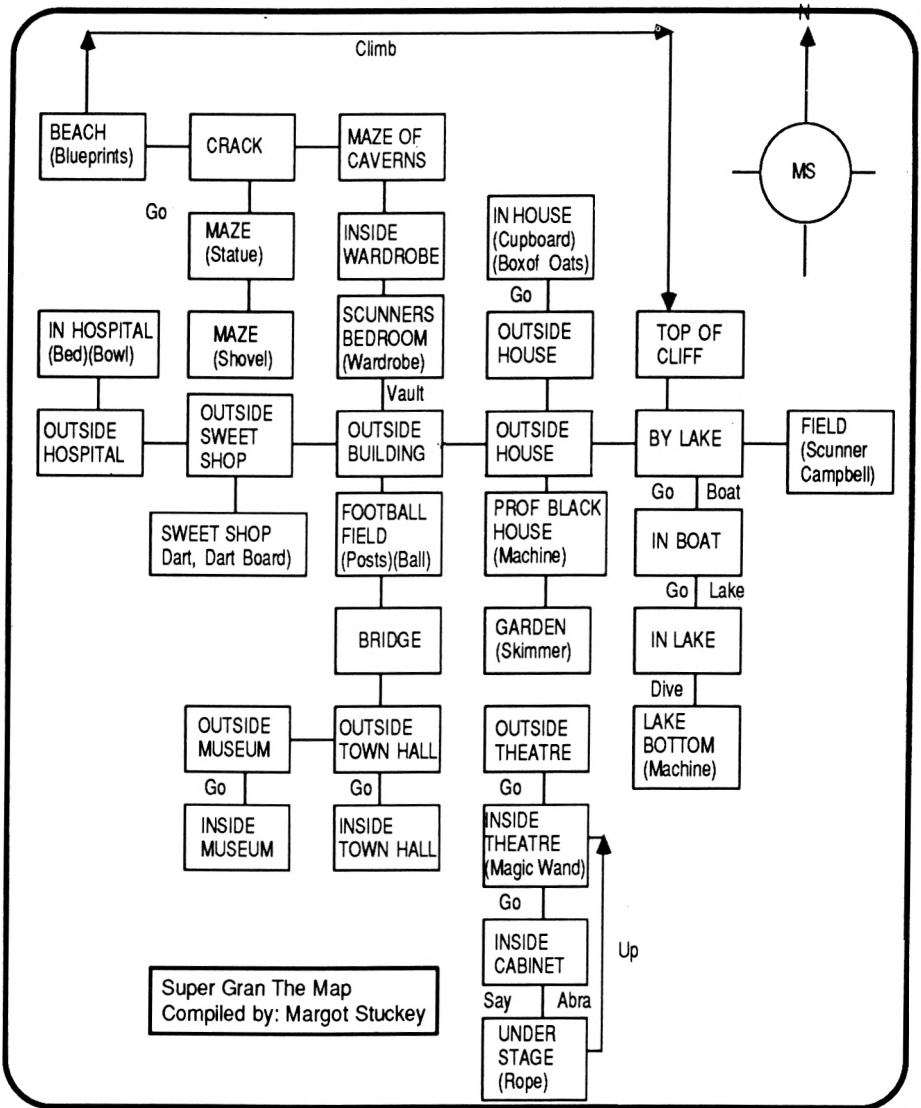 N
Climb
BEACH
(Blueprints)
CRACK
MAZE OF
CAVERNS
MS
Go
MAZE
(Statue)
INSIDE
WARDROBE
IN HOUSE
(Cupboard)
(Boxof Oats)
Go
IN HOSPITAL
(Bed)(Bowl)
MAZE
(Shovel)
SCUNNERS
BEDROOM
(Wardrobe)
OUTSIDE
HOUSE
TOP OF
CLIFF
Vault
OUTSIDE
HOSPITAL
OUTSIDE
SWEET
SHOP
OUTSIDE
BUILDING
OUTSIDE
HOUSE
BY LAKE
FIELD
(Scunner
Campbell)
Go Boat
SWEET SHOP
Dart, Dart Board)
FOOTBALL
FIELD
(Posts)(Ball)
PROF BLACK
HOUSE
(Machine)
IN BOAT
Go Lake
BRIDGE
GARDEN
(Skimmer)
IN LAKE
Dive
OUTSIDE
MUSEUM
OUTSIDE
TOWN HALL
OUTSIDE
THEATRE
LAKE
BOTTOM
(Machine)
Go
Go
Go
INSIDE
MUSEUM
INSIDE
TOWN HALL
INSIDE
THEATRE
(Magic Wand)
Go
INSIDE
CABINET
Up
Say Abra
UNDER
STAGE
(Rope)
Super Gran The Map
Compiled by: Margot Stuckey